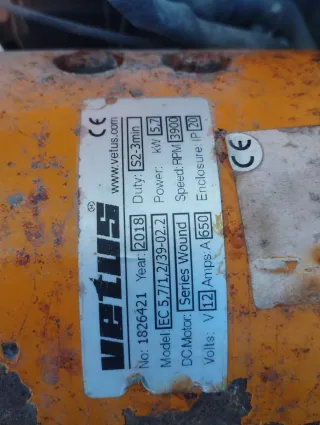 vetus® www.vetus.com CE
No: 1826421 Year: 2018 Duty: S2-3min
Model EC 5,7/1,2/39-02.2 Power: kW 5,7
DC.Motor: Series Wound Speed:RPM 3900
Volts: V 12 Amps A 650 Enclosure:IP 20
CE